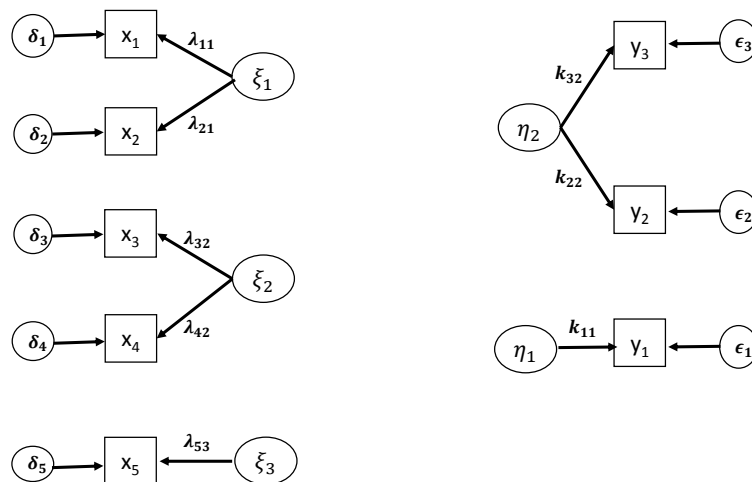 δ₁ x₁ λ₁₁ ξ₁
δ₂ x₂ λ₂₁
δ₃ x₃ λ₃₂ ξ₂
δ₄ x₄ λ₄₂
δ₅ x₅ λ₅₃ ξ₃
y₃ ϵ₃
k₃₂
η₂
k₂₂
y₂ ϵ₂
η₁ k₁₁ y₁ ϵ₁